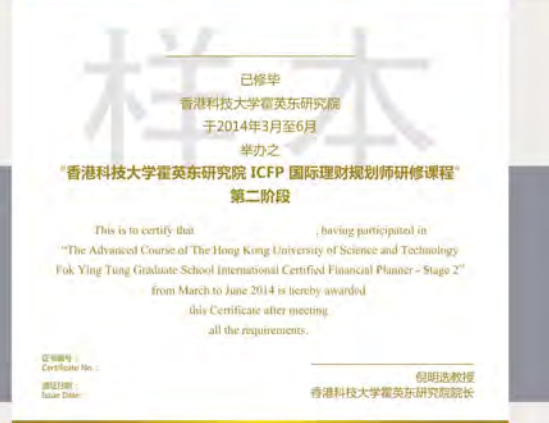 样本
已修毕
香港科技大学霍英东研究院
于2014年3月至6月
举办之
"香港科技大学霍英东研究院 ICFP 国际理财规划师研修课程"
第二阶段
This is to certify that , having participated in
"The Advanced Course of The Hong Kong University of Science and Technology
Fok Ying Tung Graduate School International Certified Financial Planner – Stage 2"
from March to June 2014 is hereby awarded
this Certificate after meeting
all the requirements.
证书编号：
Certificate No. :
颁证日期：
Issue Date:
倪明选教授
香港科技大学霍英东研究院院长